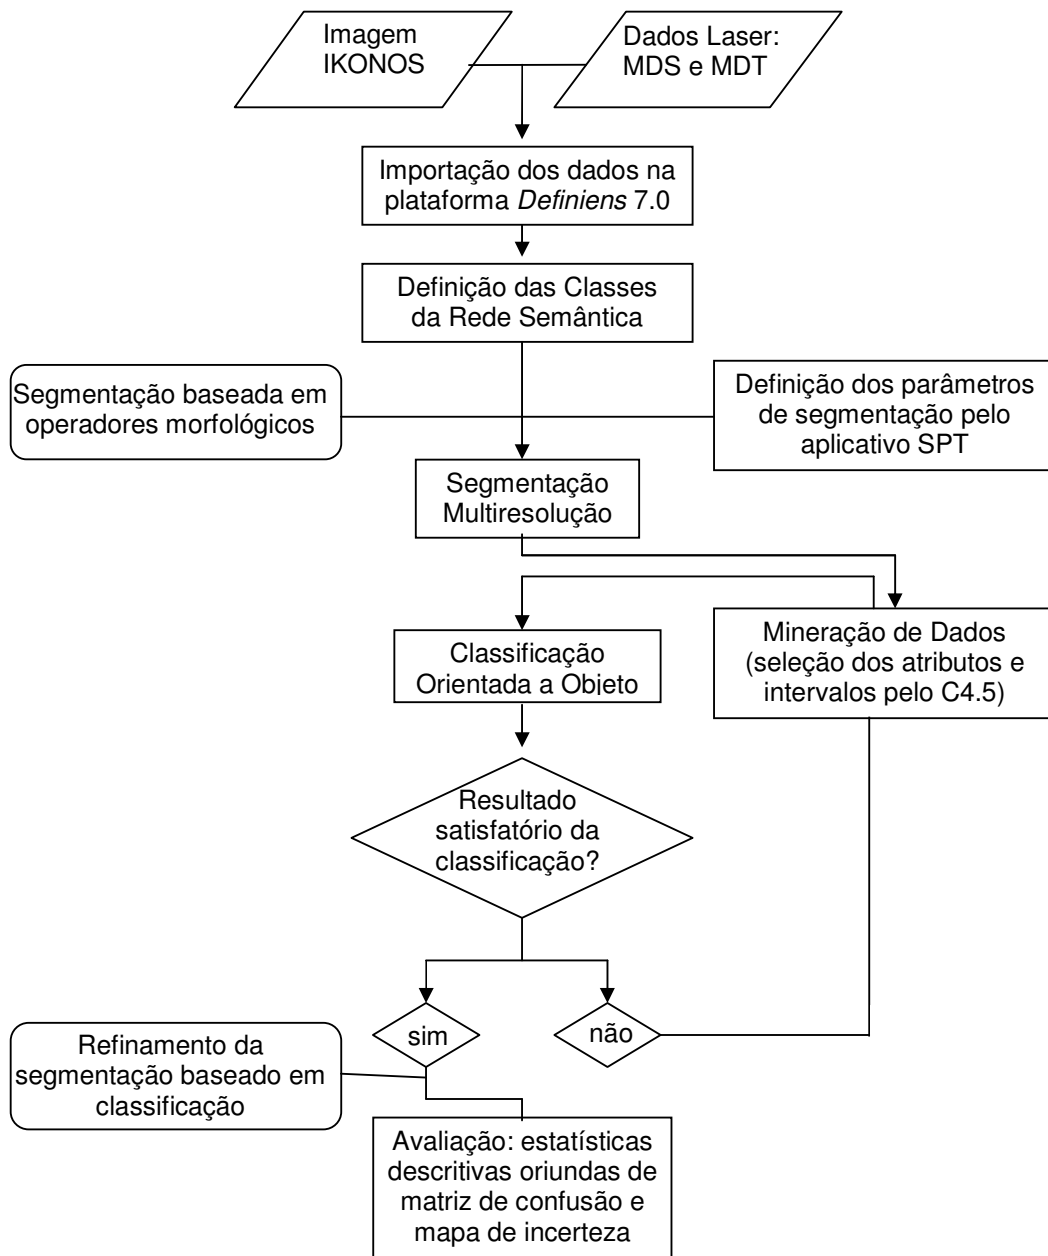 Imagem
IKONOS
Dados Laser:
MDS e MDT
Importação dos dados na
plataforma Definiens 7.0
Definição das Classes
da Rede Semântica
Segmentação baseada em
operadores morfológicos
Definição dos parâmetros
de segmentação pelo
aplicativo SPT
Segmentação
Multiresolução
Classificação
Orientada a Objeto
Mineração de Dados
(seleção dos atributos e
intervalos pelo C4.5)
Resultado
satisfatório da
classificação?
sim
não
Refinamento da
segmentação baseado em
classificação
Avaliação: estatísticas
descritivas oriundas de
matriz de confusão e
mapa de incerteza